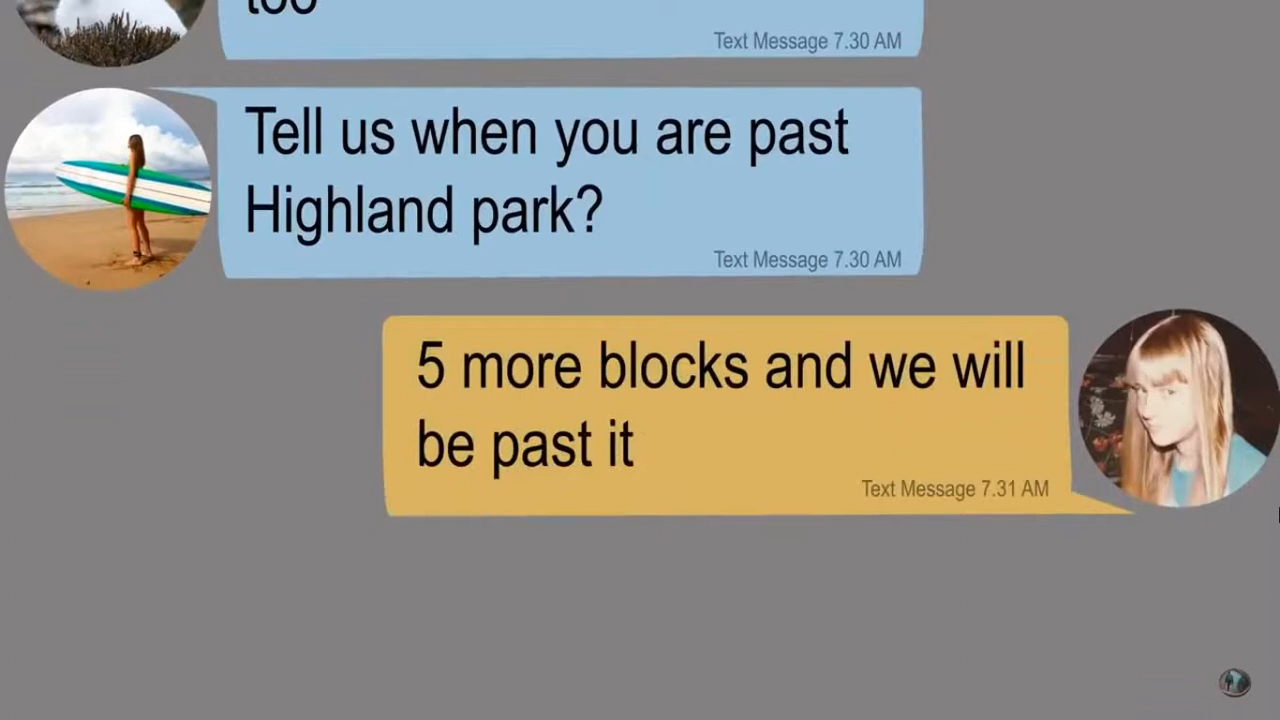 too
Text Message 7.30 AM
Tell us when you are past
Highland park?
Text Message 7.30 AM
5 more blocks and we will
be past it
Text Message 7.31 AM